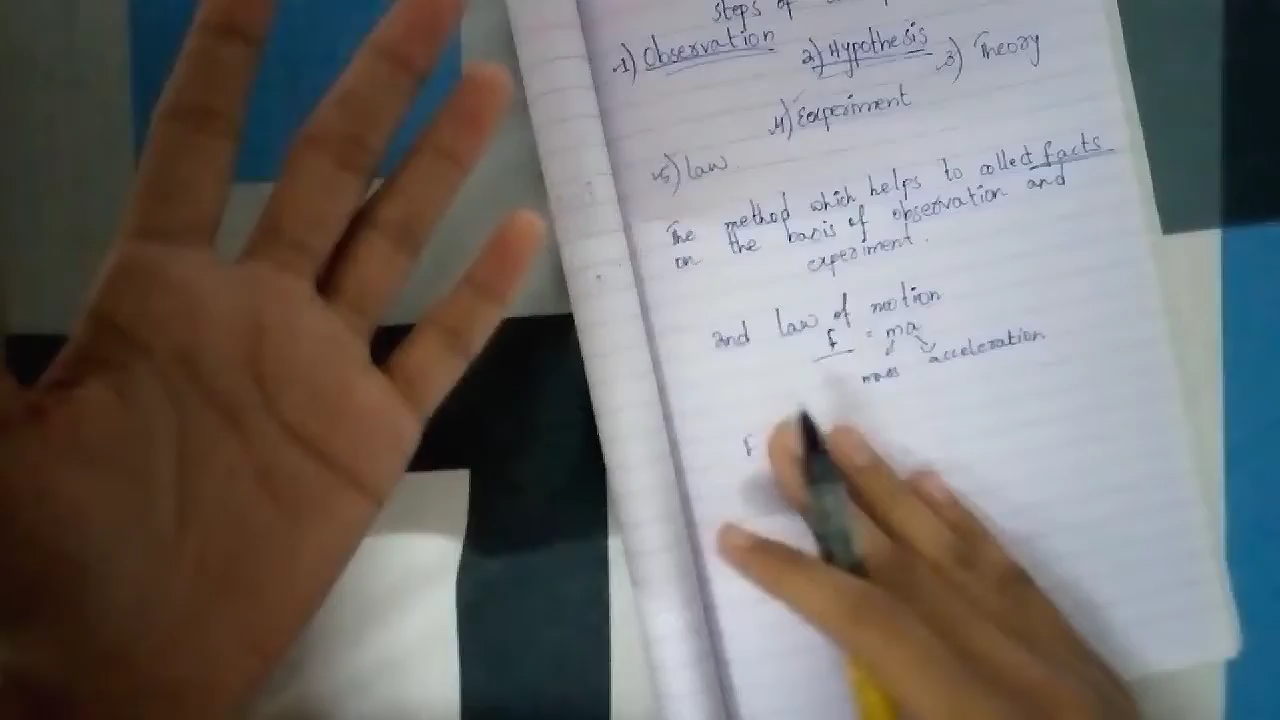 steps of
1) Observation 2) Hypothesis 3) Theory
4) Experiment
5) Law
The method which helps to collect facts
on the basis of observation and
experiment.
and law of motion
F = ma
mass acceleration
F